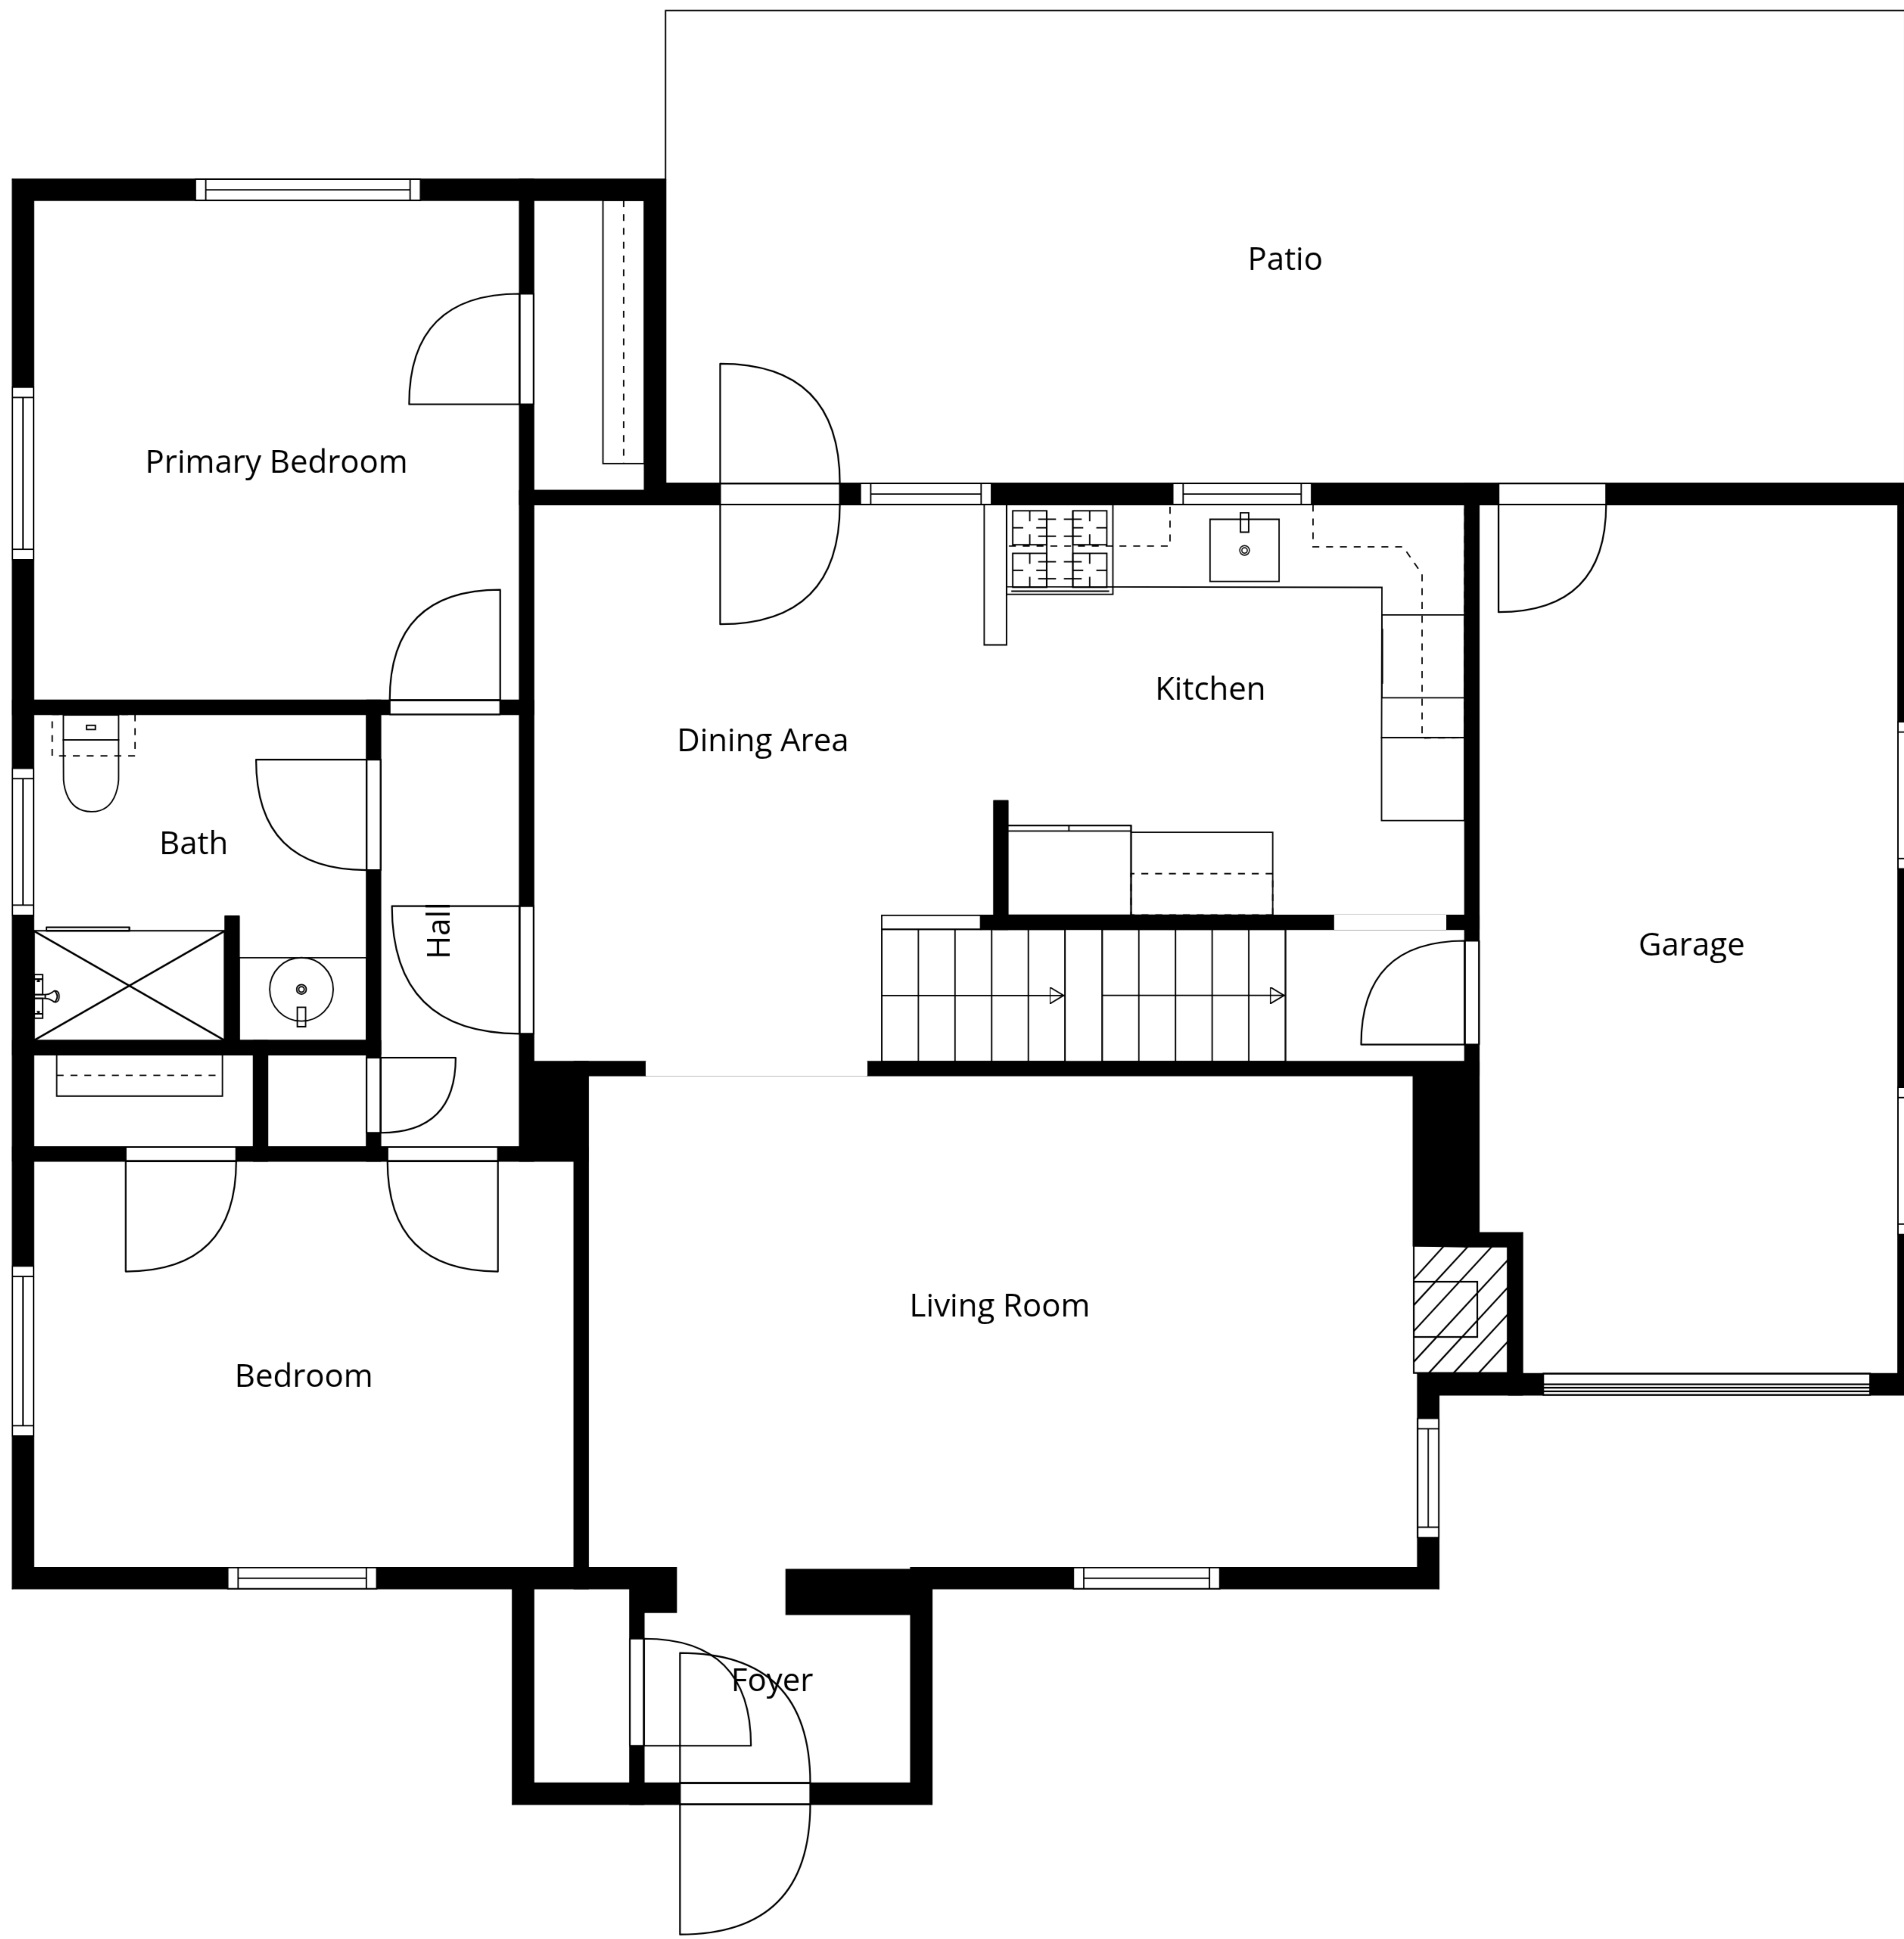 Patio
Primary Bedroom
Kitchen
Dining Area
Bath
Hall
Garage
Living Room
Bedroom
Foyer